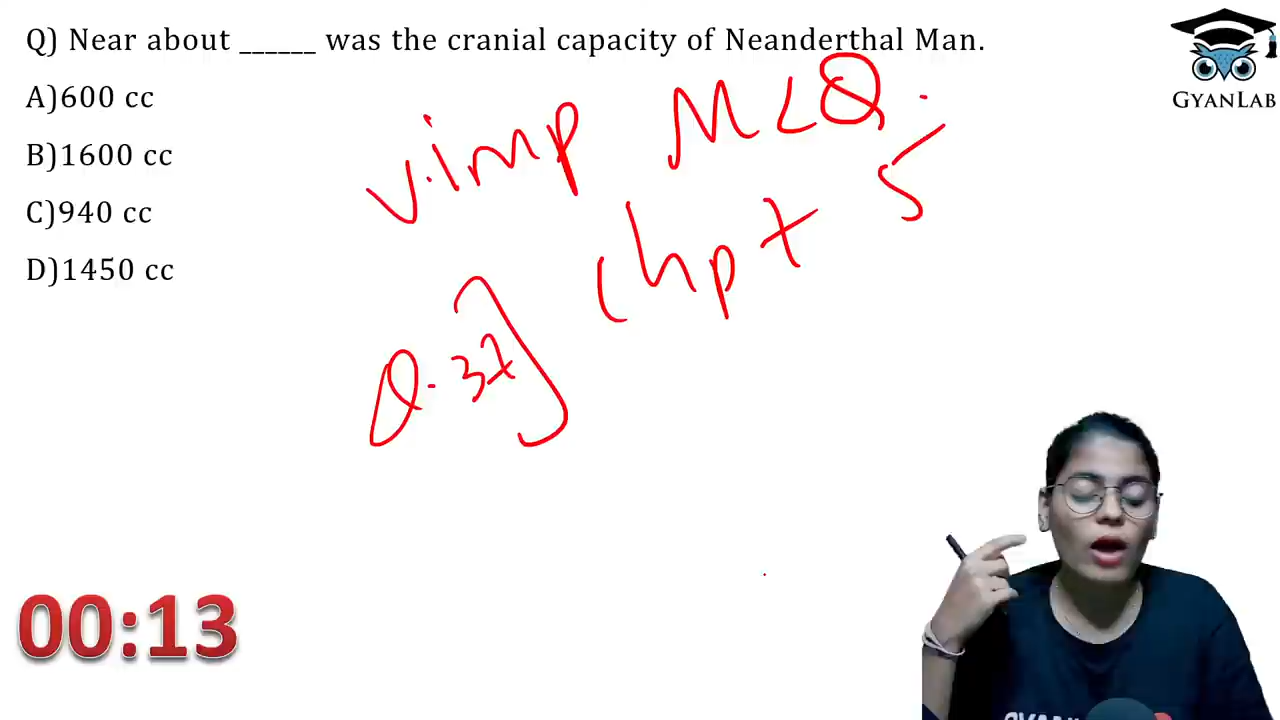 Q) Near about ______ was the cranial capacity of Neanderthal Man.
A)600 cc
B)1600 cc
C)940 cc
D)1450 cc
v.imp MCQ.
Chpt 5
Q.37]
00:13
GYANLAB